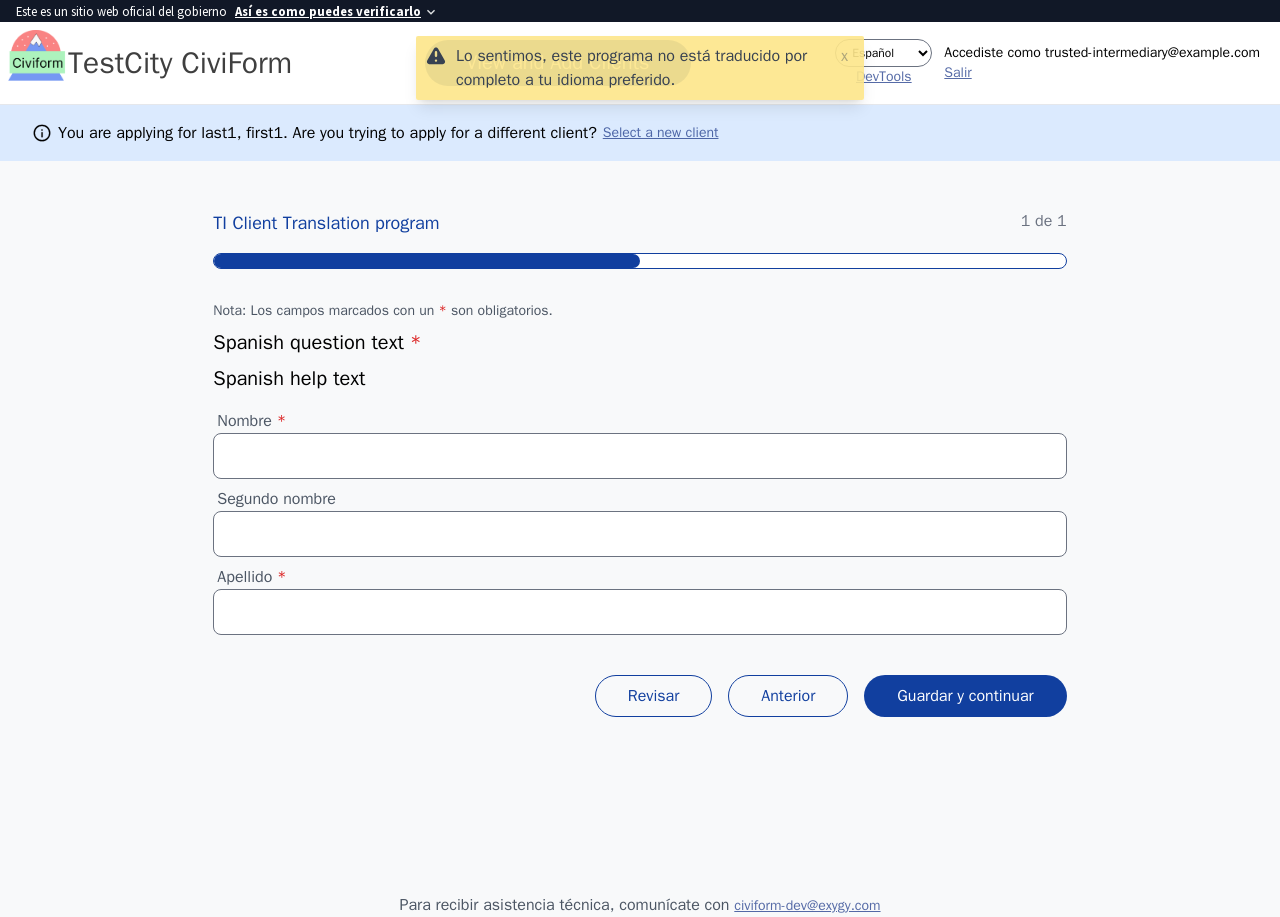 Este es un sitio web oficial del gobierno Así es como puedes verificarlo
Civiform TestCity CiviForm
Lo sentimos, este programa no está traducido por
completo a tu idioma preferido.
x
Español
DevTools
Accediste como trusted-intermediary@example.com
Salir
You are applying for last1, first1. Are you trying to apply for a different client? Select a new client
TI Client Translation program 1 de 1
Nota: Los campos marcados con un * son obligatorios.
Spanish question text *
Spanish help text
Nombre *
Segundo nombre
Apellido *
Revisar Anterior Guardar y continuar
Para recibir asistencia técnica, comunícate con civiform-dev@exygy.com